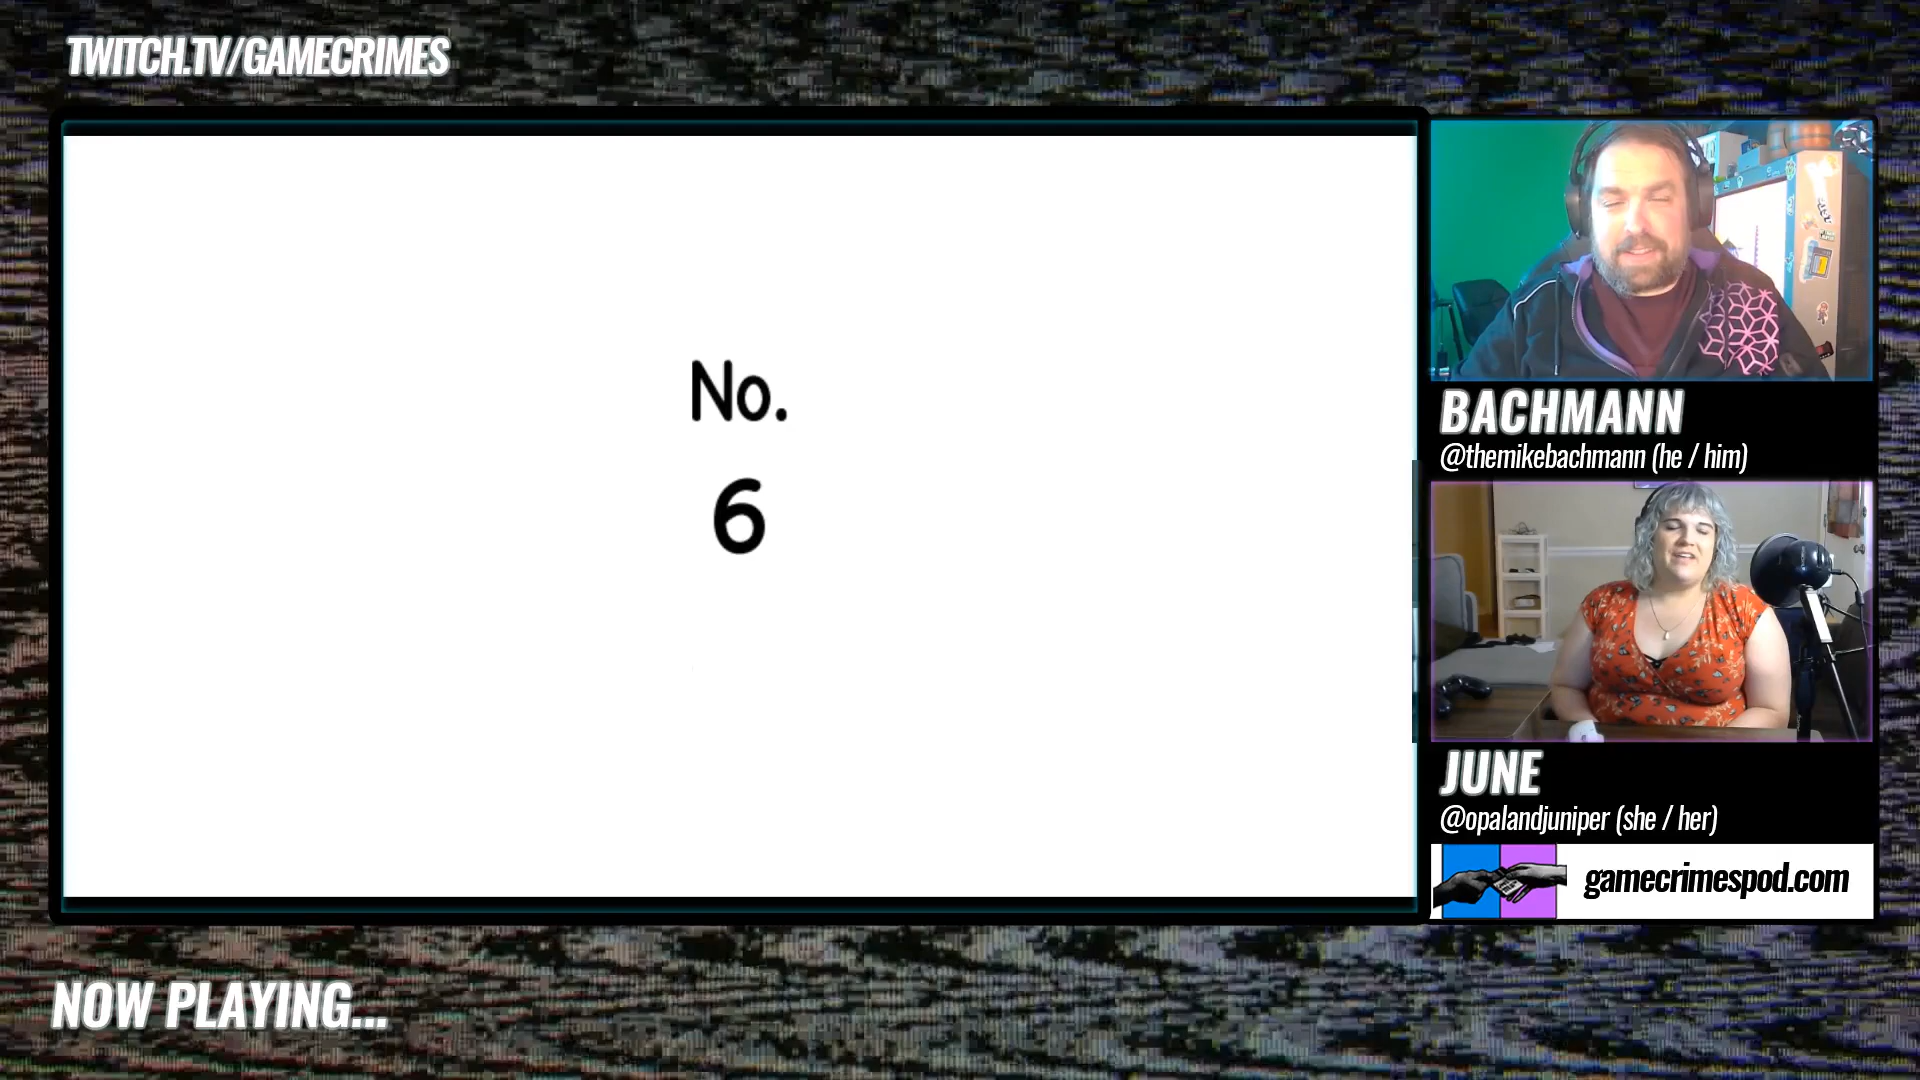 TWITCH.TV/GAMECRIMES
No.
6
BACHMANN
@themikebachmann (he / him)
JUNE
@opalandjuniper (she / her)
gamecrimespod.com
NOW PLAYING...